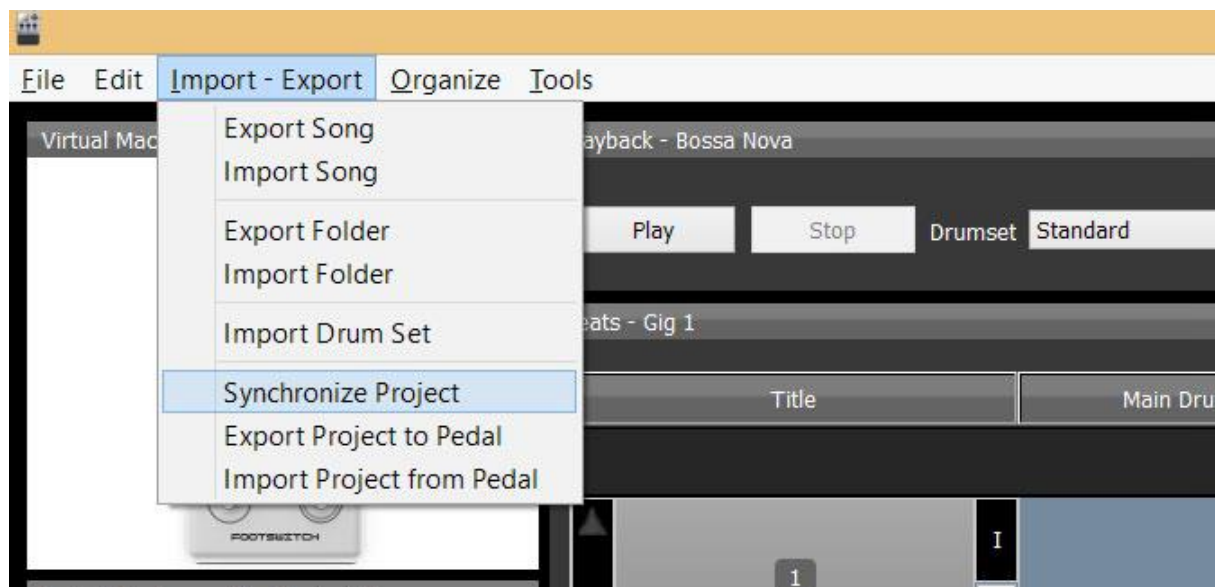 File Edit Import - Export Organize Tools
Virtual Mac
ayback - Bossa Nova
Export Song
Import Song
Export Folder
Import Folder
Import Drum Set
Synchronize Project
Export Project to Pedal
Import Project from Pedal
Play Stop Drumset Standard
eats - Gig 1
Title Main Dru
I
1
FOOTSWITCH